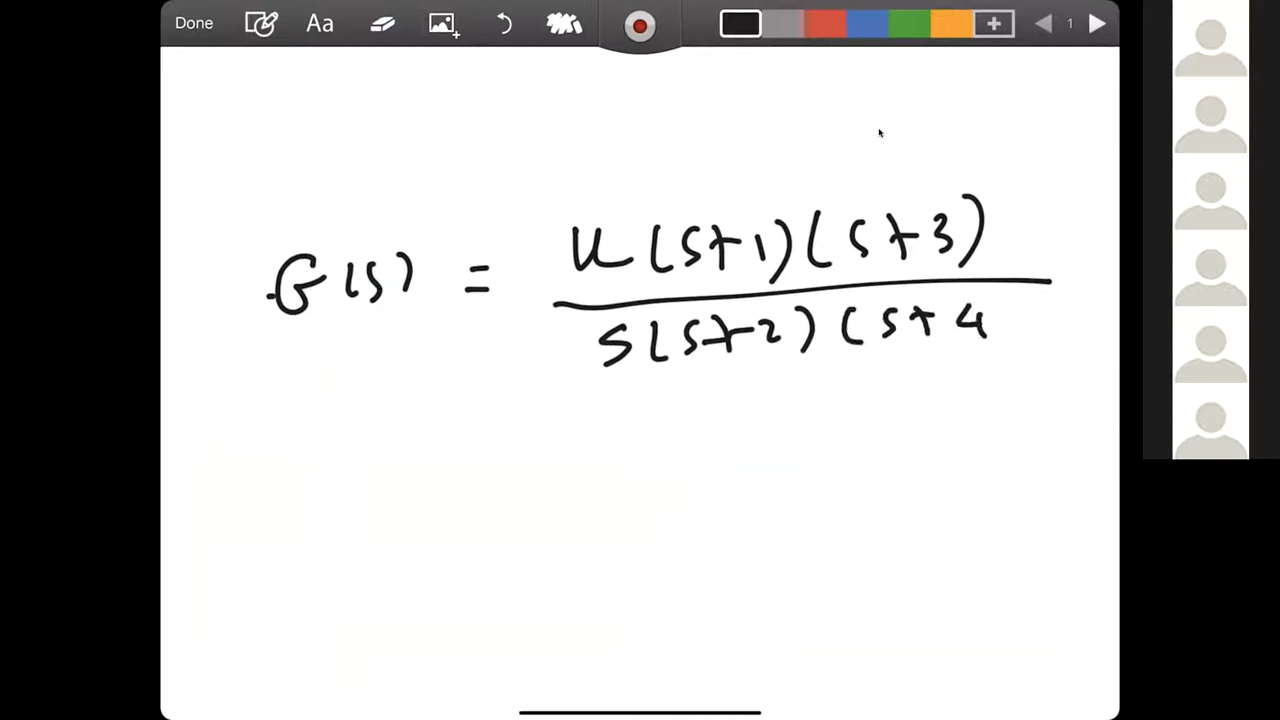 Done Aa 1
G(s) = K(s+1)(s+3)
s(s+2)(s+4